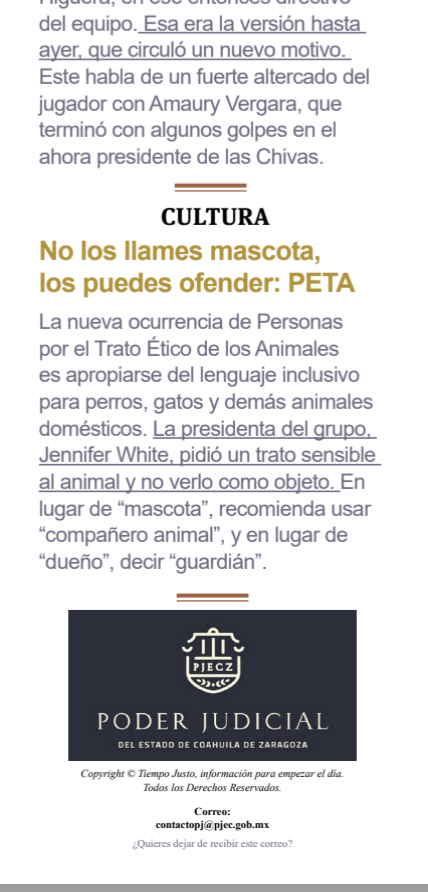 Higuera, en ese entonces directivo
del equipo. Esa era la versión hasta
ayer, que circuló un nuevo motivo.
Este habla de un fuerte altercado del
jugador con Amaury Vergara, que
terminó con algunos golpes en el
ahora presidente de las Chivas.
CULTURA
No los llames mascota,
los puedes ofender: PETA
La nueva ocurrencia de Personas
por el Trato Ético de los Animales
es apropiarse del lenguaje inclusivo
para perros, gatos y demás animales
domésticos. La presidenta del grupo,
Jennifer White, pidió un trato sensible
al animal y no verlo como objeto. En
lugar de “mascota”, recomienda usar
“compañero animal”, y en lugar de
“dueño”, decir “guardián”.
PJECZ
PODER JUDICIAL
DEL ESTADO DE COAHUILA DE ZARAGOZA
Copyright © Tiempo Justo, información para empezar el día.
Todos los Derechos Reservados.
Correo:
contactopj@pjec.gob.mx
¿Quieres dejar de recibir este correo?